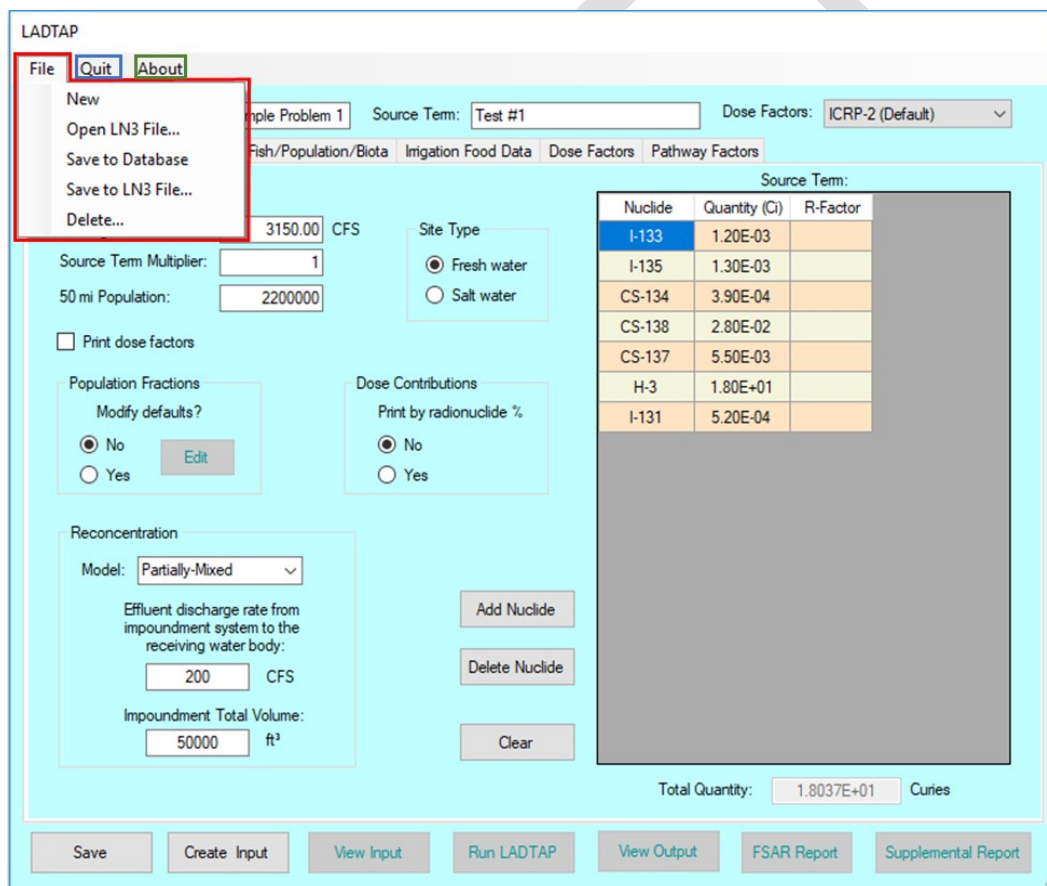 LADTAP
File Quit About
New
Open LN3 File...
Save to Database
Save to LN3 File...
Delete...
mple Problem 1 Source Term: Test #1 Dose Factors: ICRP-2 (Default)
Fish/Population/Biota Irrigation Food Data Dose Factors Pathway Factors
Source Term:
Nuclide Quantity (Ci) R-Factor
I-133 1.20E-03
I-135 1.30E-03
CS-134 3.90E-04
CS-138 2.80E-02
CS-137 5.50E-03
H-3 1.80E+01
I-131 5.20E-04
3150.00 CFS
Source Term Multiplier: 1
50 mi Population: 2200000
Site Type
Fresh water
Salt water
Print dose factors
Population Fractions
Modify defaults?
No
Yes
Edit
Dose Contributions
Print by radionuclide %
No
Yes
Reconcentration
Model: Partially-Mixed
Effluent discharge rate from
impoundment system to the
receiving water body:
200 CFS
Impoundment Total Volume:
50000 ft³
Add Nuclide
Delete Nuclide
Clear
Total Quantity: 1.8037E+01 Curies
Save Create Input View Input Run LADTAP View Output FSAR Report Supplemental Report